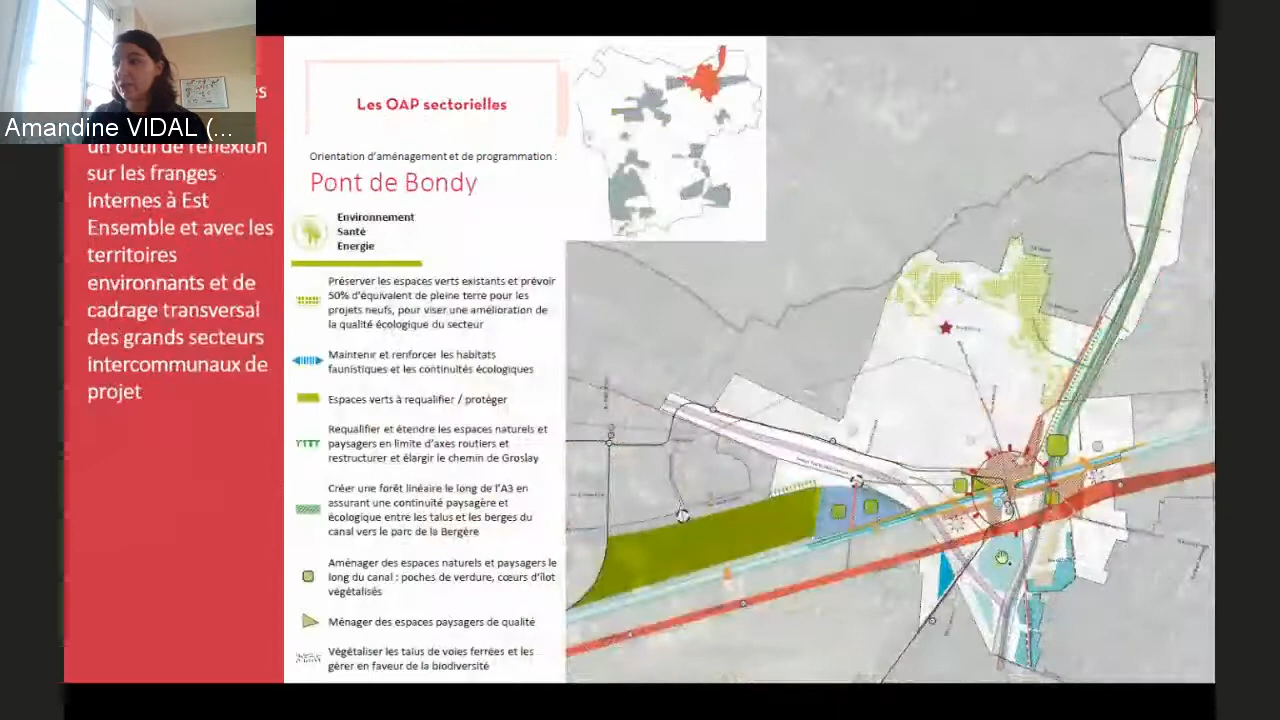 Amandine VIDAL (...
un outil de réflexion
sur les franges
internes à Est
Ensemble et avec les
territoires
environnants et de
cadrage transversal
des grands secteurs
intercommunaux de
projet
Les OAP sectorielles
Orientation d'aménagement et de programmation :
Pont de Bondy
Environnement
Santé
Energie
Préserver les espaces verts existants et prévoir
50% d'équivalent de pleine terre pour les
projets neufs, pour viser une amélioration de
la qualité écologique du secteur
Maintenir et renforcer les habitats
faunistiques et les continuités écologiques
Espaces verts à requalifier / protéger
Requalifier et étendre les espaces naturels et
paysagers en limite d'axes routiers et
restructurer et élargir le chemin de Groslay
Créer une forêt linéaire le long de l'A3 en
assurant une continuité paysagère et
écologique entre les talus et les berges du
canal vers le parc de la Bergère
Aménager des espaces naturels et paysagers le
long du canal : poches de verdure, cœurs d'îlot
végétalisés
Ménager des espaces paysagers de qualité
Végétaliser les talus de voies ferrées et les
gérer en faveur de la biodiversité